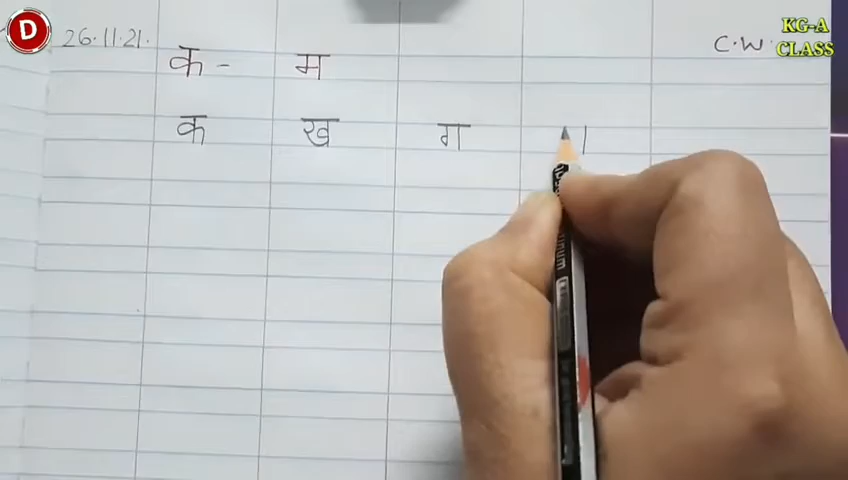 D
26.11.21.
C.W.
KG-A
CLASS
क - म
क ख ग